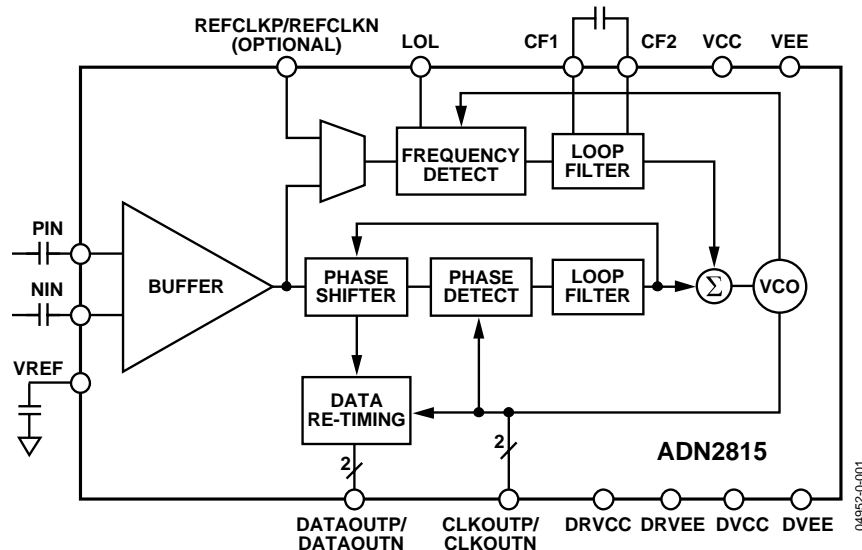 REFCLKP/REFCLKN
(OPTIONAL)
LOL
CF1
CF2
VCC
VEE
FREQUENCY
DETECT
LOOP
FILTER
PIN
NIN
BUFFER
PHASE
SHIFTER
PHASE
DETECT
LOOP
FILTER
Σ
VCO
VREF
DATA
RE-TIMING
2
2
ADN2815
DATAOUTP/
DATAOUTN
CLKOUTP/
CLKOUTN
DRVCC
DRVEE
DVCC
DVEE
04952-0-001